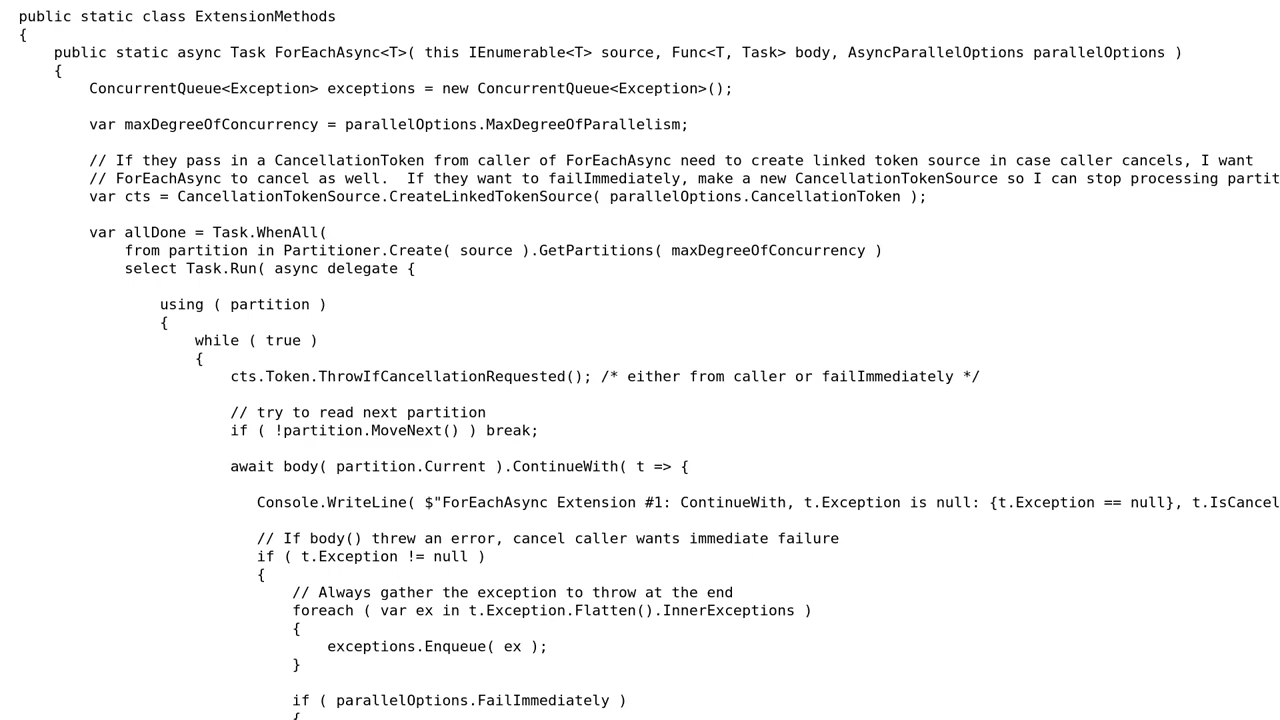 public static class ExtensionMethods
{
    public static async Task ForEachAsync<T>( this IEnumerable<T> source, Func<T, Task> body, AsyncParallelOptions parallelOptions )
    {
        ConcurrentQueue<Exception> exceptions = new ConcurrentQueue<Exception>();

        var maxDegreeOfConcurrency = parallelOptions.MaxDegreeOfParallelism;

        // If they pass in a CancellationToken from caller of ForEachAsync need to create linked token source in case caller cancels, I want
        // ForEachAsync to cancel as well.  If they want to failImmediately, make a new CancellationTokenSource so I can stop processing partit
        var cts = CancellationTokenSource.CreateLinkedTokenSource( parallelOptions.CancellationToken );

        var allDone = Task.WhenAll(
            from partition in Partitioner.Create( source ).GetPartitions( maxDegreeOfConcurrency )
            select Task.Run( async delegate {

                using ( partition )
                {
                    while ( true )
                    {
                        cts.Token.ThrowIfCancellationRequested(); /* either from caller or failImmediately */

                        // try to read next partition
                        if ( !partition.MoveNext() ) break;

                        await body( partition.Current ).ContinueWith( t => {

                           Console.WriteLine( $"ForEachAsync Extension #1: ContinueWith, t.Exception is null: {t.Exception == null}, t.IsCancel

                           // If body() threw an error, cancel caller wants immediate failure
                           if ( t.Exception != null )
                           {
                               // Always gather the exception to throw at the end
                               foreach ( var ex in t.Exception.Flatten().InnerExceptions )
                               {
                                   exceptions.Enqueue( ex );
                               }

                               if ( parallelOptions.FailImmediately )
                               {